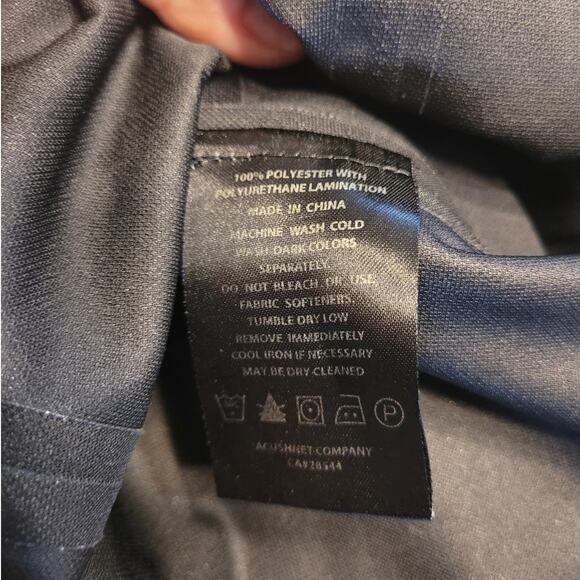 100% POLYESTER WITH
POLYURETHANE LAMINATION
MADE IN CHINA
MACHINE WASH COLD
WASH DARK COLORS
SEPARATELY.
DO NOT BLEACH, OR USE
FABRIC SOFTENERS.
TUMBLE DRY LOW
REMOVE IMMEDIATELY
COOL IRON IF NECESSARY
MAY BE DRY CLEANED
P
ACUSHNET COMPANY
CA#28544